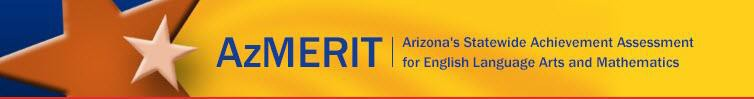 AzMERIT
Arizona's Statewide Achievement Assessment
for English Language Arts and Mathematics